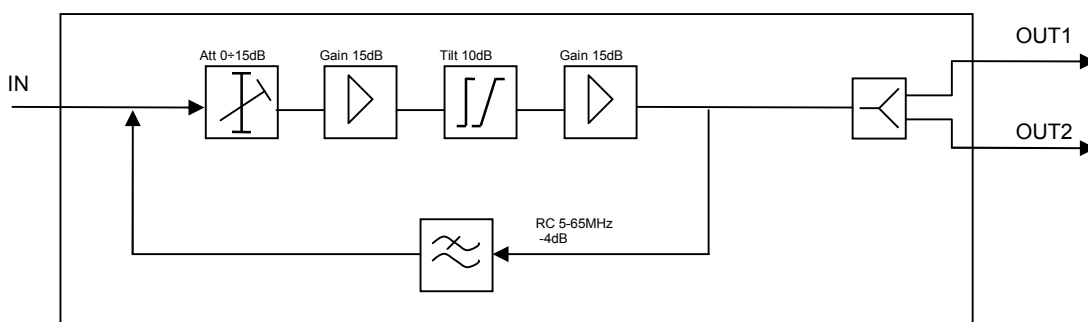 OUT1
Att 0÷15dB
Gain 15dB
Tilt 10dB
Gain 15dB
IN
OUT2
RC 5-65MHz
-4dB